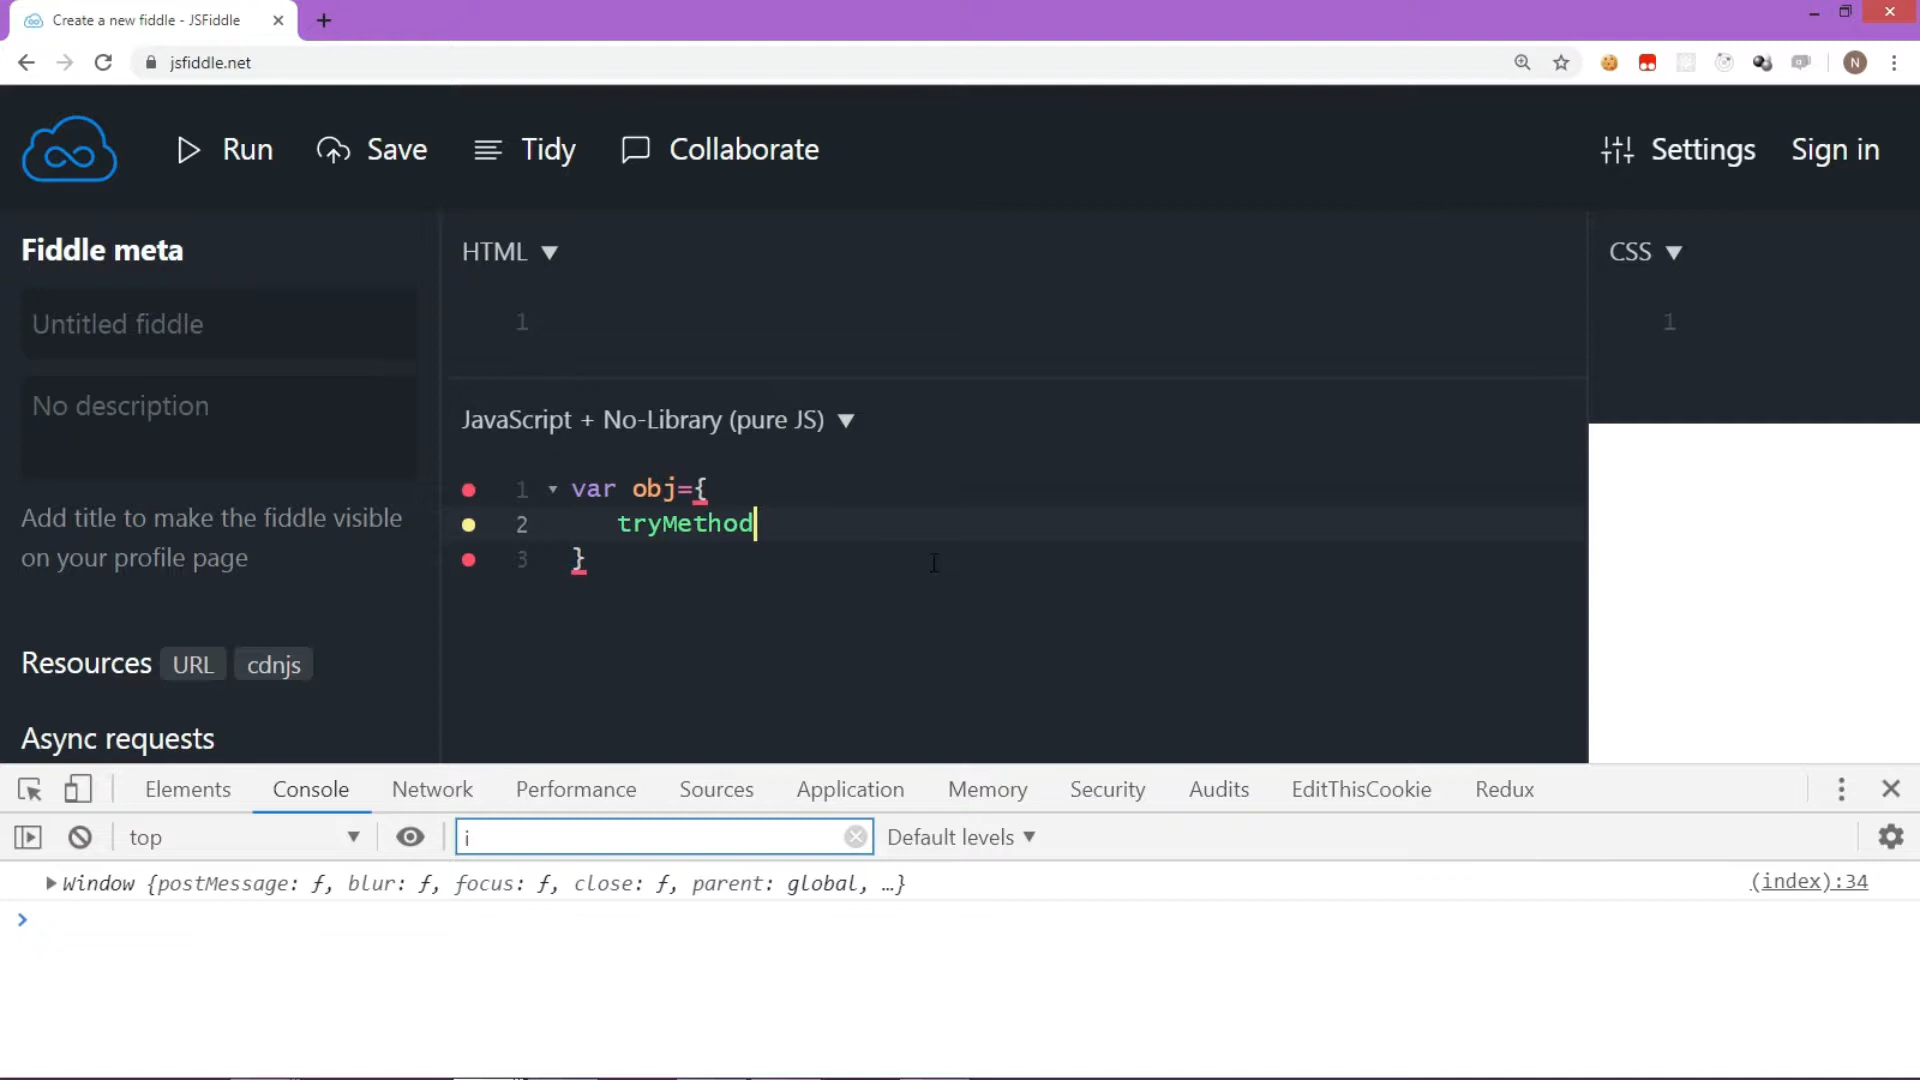 Create a new fiddle - JSFiddle
jsfiddle.net
N
Run
Save
Tidy
Collaborate
Settings
Sign in
Fiddle meta
Untitled fiddle
No description
Add title to make the fiddle visible
on your profile page
Resources URL cdnjs
Async requests
HTML
1
CSS
1
JavaScript + No-Library (pure JS)
1 var obj={
2 tryMethod
3 }
Elements Console Network Performance Sources Application Memory Security Audits EditThisCookie Redux
top
i
Default levels
Window {postMessage: ƒ, blur: ƒ, focus: ƒ, close: ƒ, parent: global, …}
(index):34